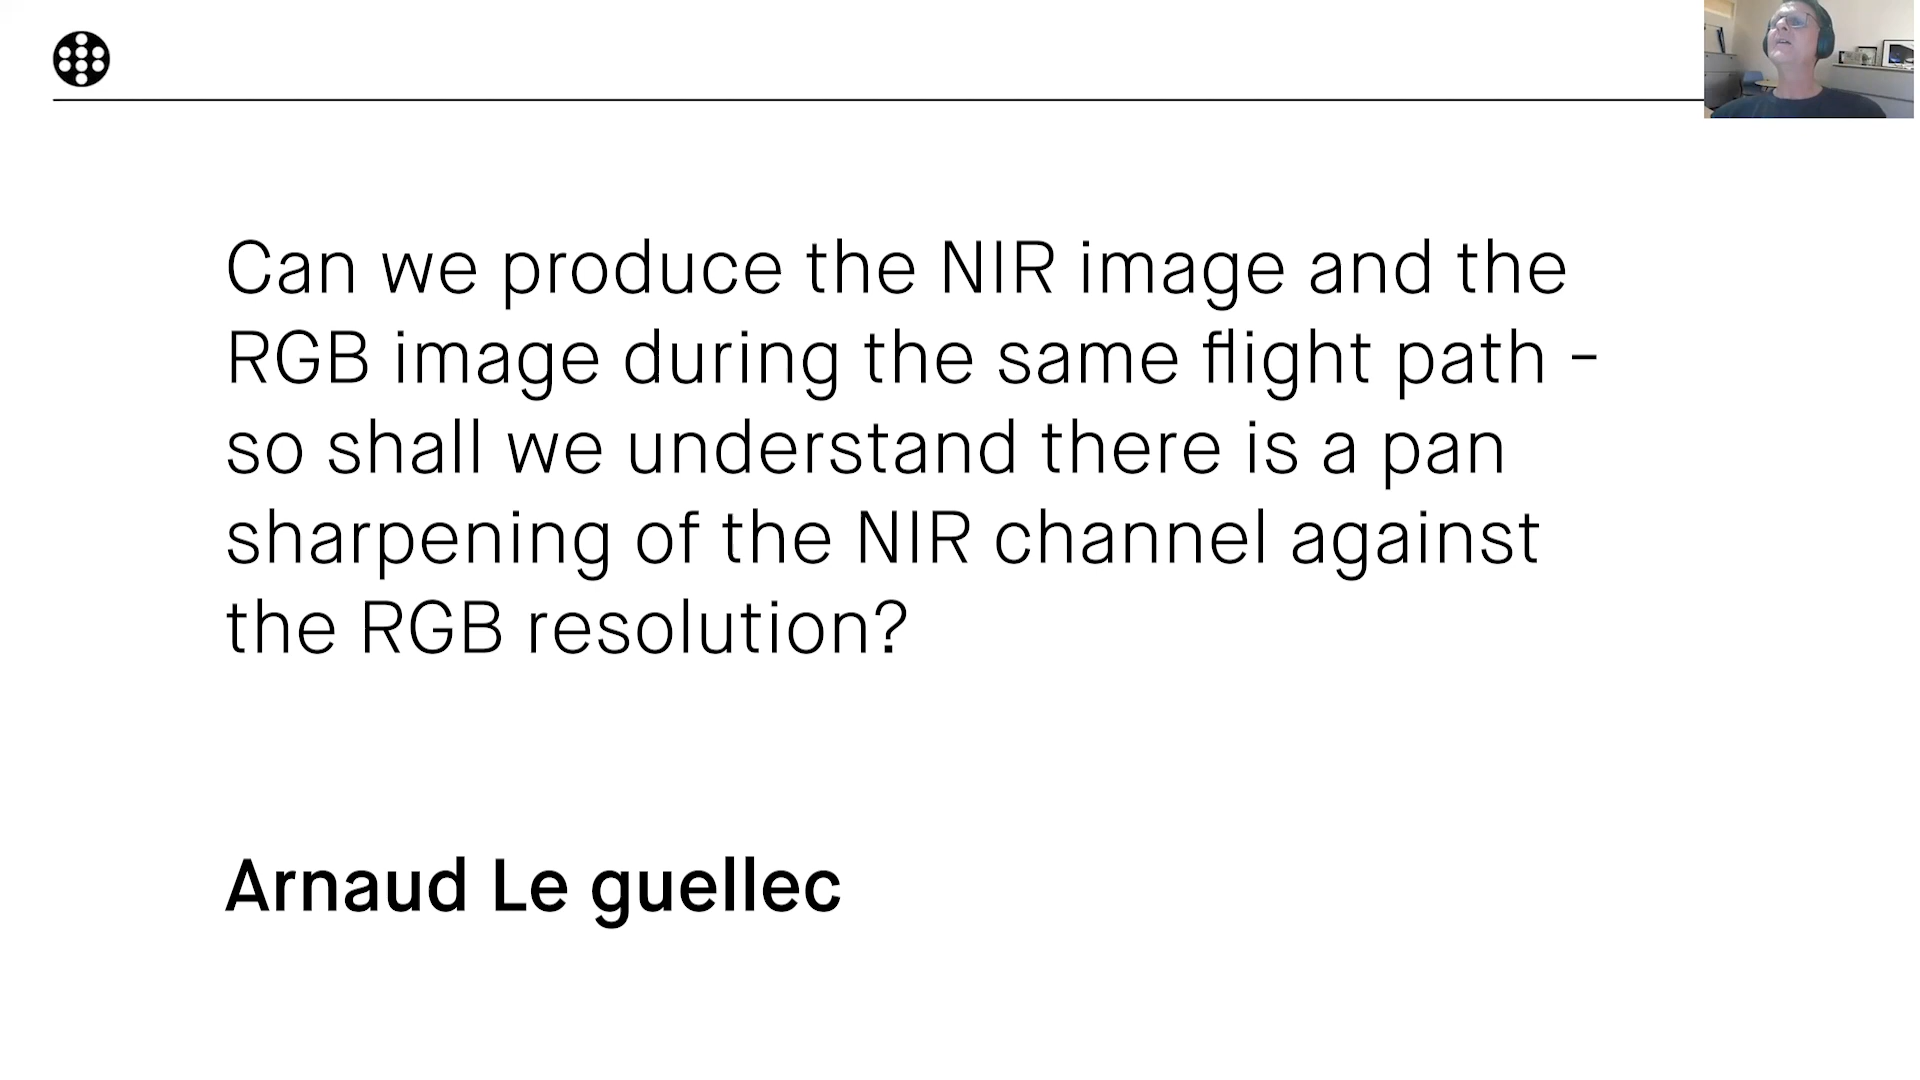 Can we produce the NIR image and the
RGB image during the same flight path -
so shall we understand there is a pan
sharpening of the NIR channel against
the RGB resolution?
Arnaud Le guellec